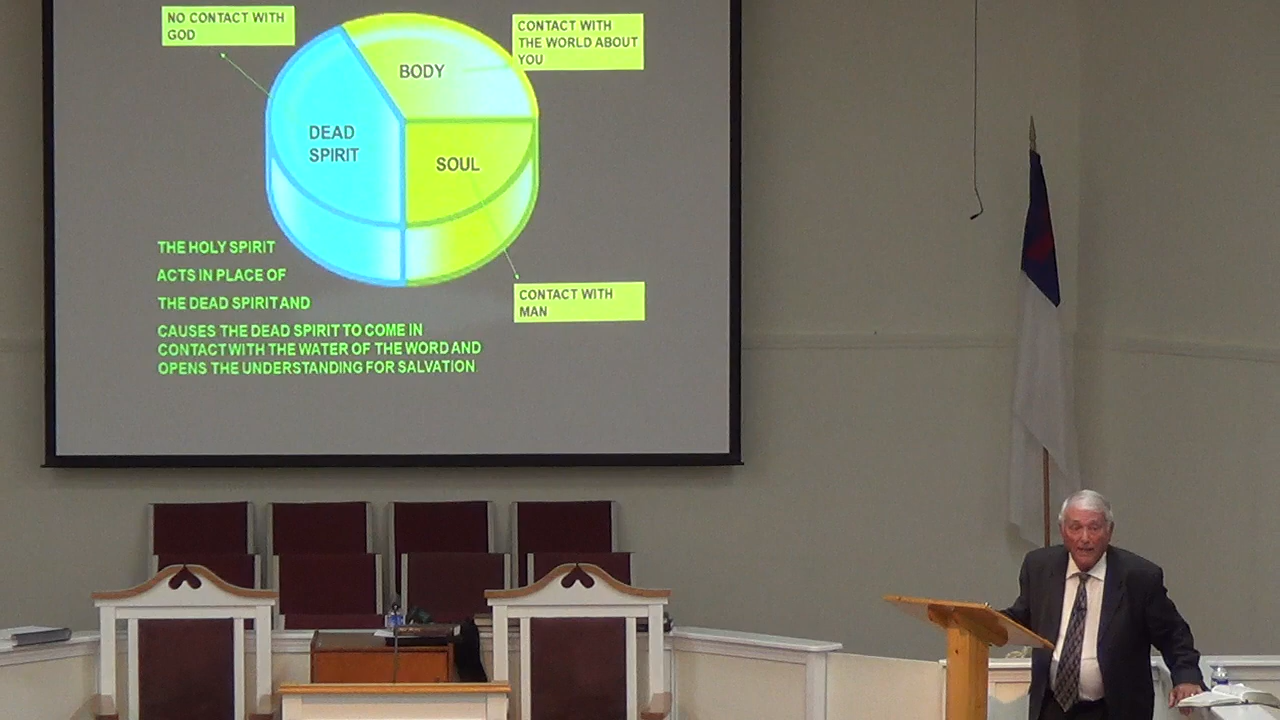 NO CONTACT WITH
GOD
CONTACT WITH
THE WORLD ABOUT
YOU
BODY
DEAD
SPIRIT
SOUL
THE HOLY SPIRIT
ACTS IN PLACE OF
THE DEAD SPIRIT AND
CAUSES THE DEAD SPIRIT TO COME IN
CONTACT WITH THE WATER OF THE WORD AND
OPENS THE UNDERSTANDING FOR SALVATION
CONTACT WITH
MAN